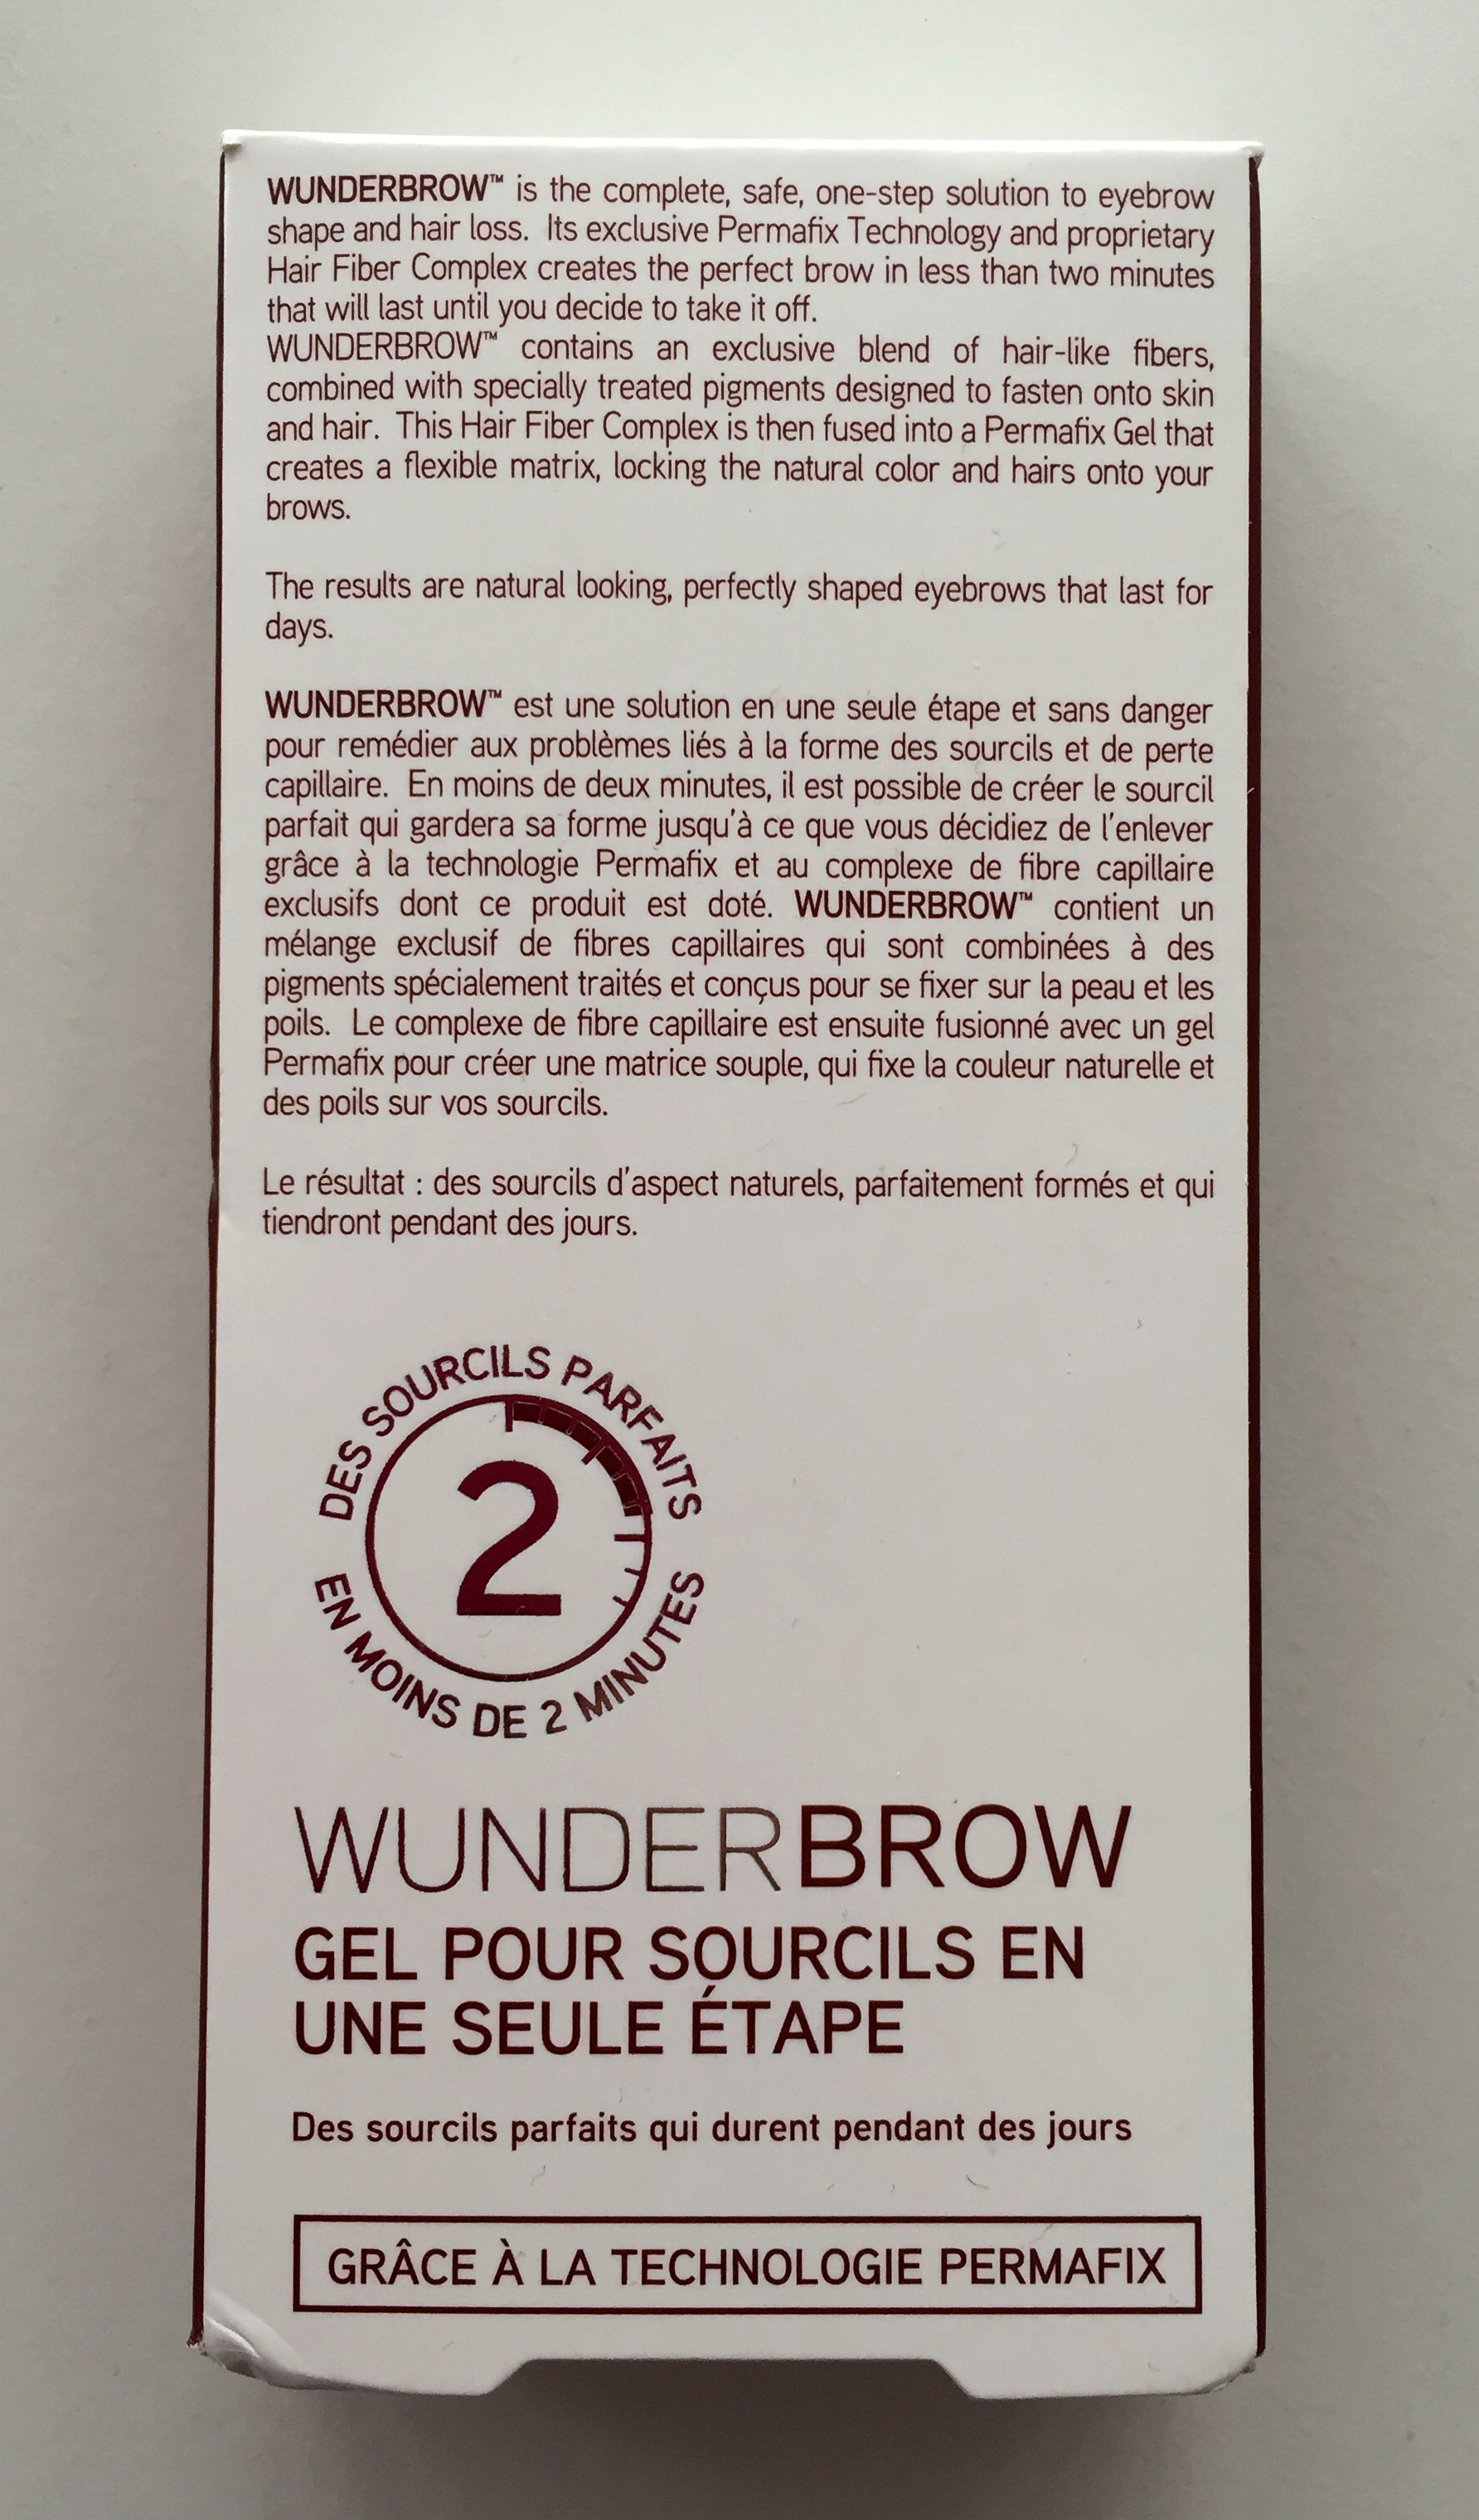 WUNDERBROW™ is the complete, safe, one-step solution to eyebrow
shape and hair loss. Its exclusive Permafix Technology and proprietary
Hair Fiber Complex creates the perfect brow in less than two minutes
that will last until you decide to take it off.
WUNDERBROW™ contains an exclusive blend of hair-like fibers,
combined with specially treated pigments designed to fasten onto skin
and hair. This Hair Fiber Complex is then fused into a Permafix Gel that
creates a flexible matrix, locking the natural color and hairs onto your
brows.
The results are natural looking, perfectly shaped eyebrows that last for
days.
WUNDERBROW™ est une solution en une seule étape et sans danger
pour remédier aux problèmes liés à la forme des sourcils et de perte
capillaire. En moins de deux minutes, il est possible de créer le sourcil
parfait qui gardera sa forme jusqu'à ce que vous décidiez de l'enlever
grâce à la technologie Permafix et au complexe de fibre capillaire
exclusifs dont ce produit est doté. WUNDERBROW™ contient un
mélange exclusif de fibres capillaires qui sont combinées à des
pigments spécialement traités et conçus pour se fixer sur la peau et les
poils. Le complexe de fibre capillaire est ensuite fusionné avec un gel
Permafix pour créer une matrice souple, qui fixe la couleur naturelle et
des poils sur vos sourcils.
Le résultat : des sourcils d'aspect naturels, parfaitement formés et qui
tiendront pendant des jours.
DES SOURCILS PARFAITS
2
EN MOINS DE 2 MINUTES
WUNDERBROW
GEL POUR SOURCILS EN
UNE SEULE ÉTAPE
Des sourcils parfaits qui durent pendant des jours
GRÂCE À LA TECHNOLOGIE PERMAFIX